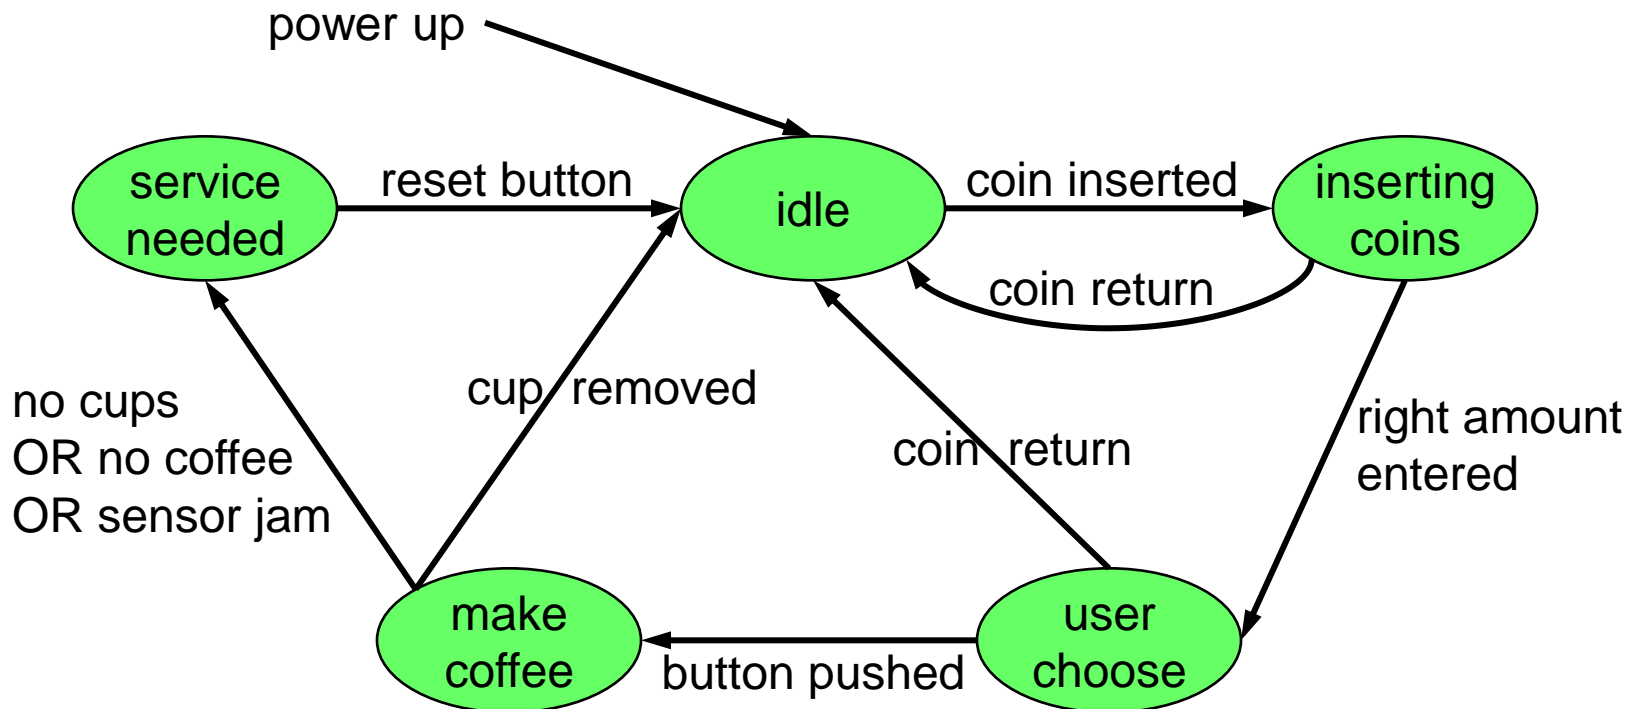 power up
service
needed
reset button
idle
coin inserted
inserting
coins
coin return
no cups
OR no coffee
OR sensor jam
cup removed
coin return
right amount
entered
make
coffee
button pushed
user
choose